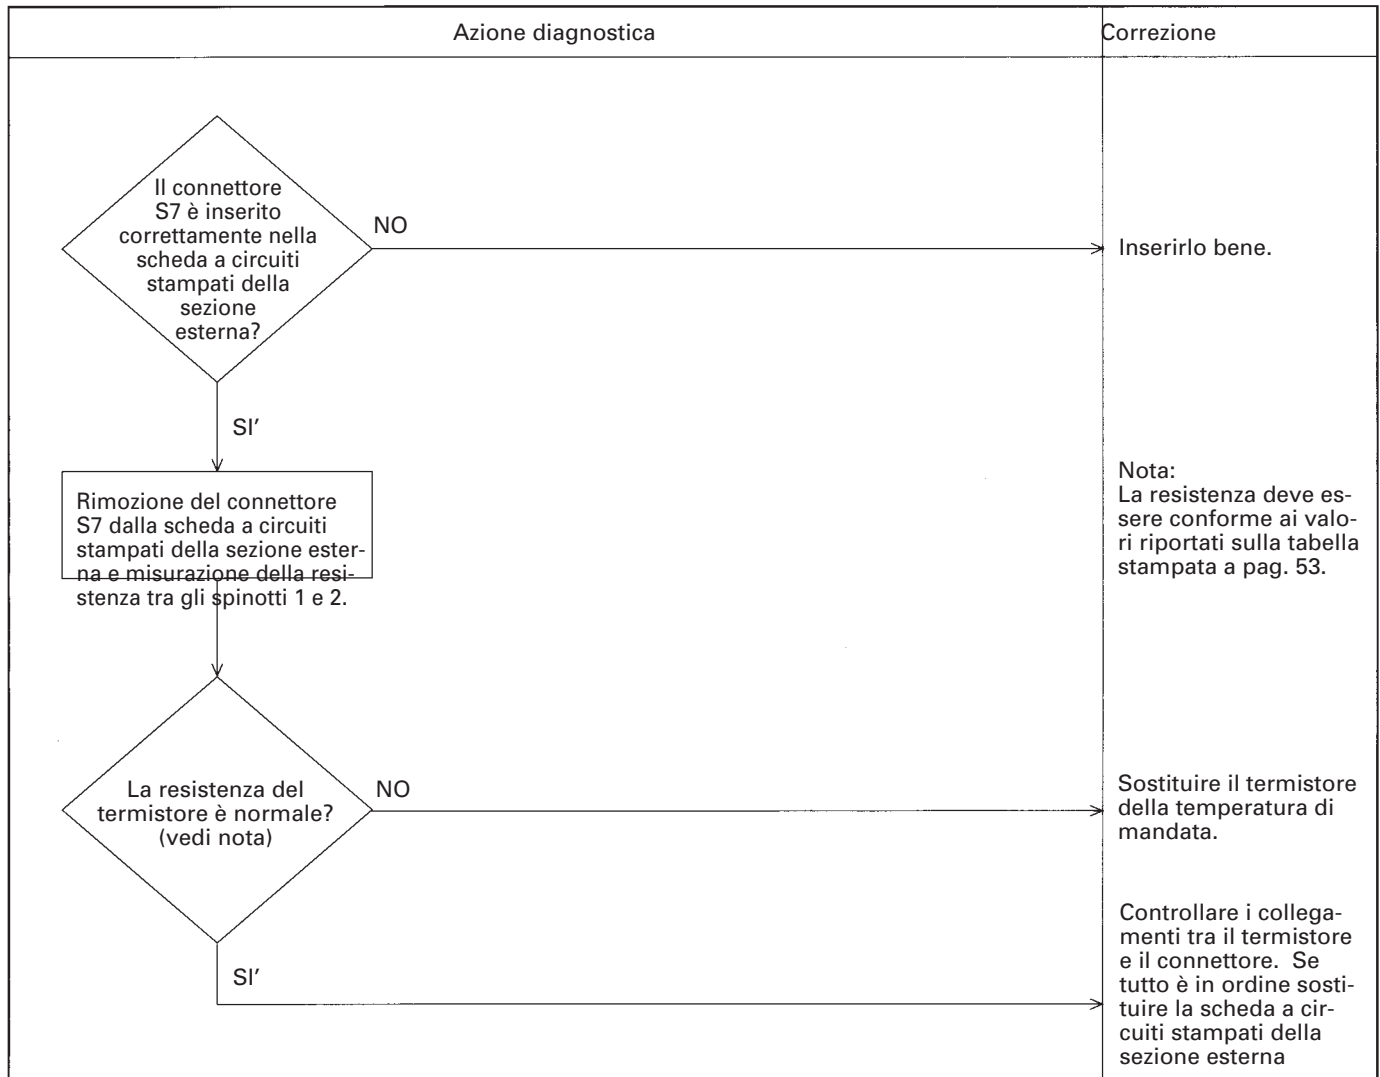 Azione diagnostica
Correzione
Il connettore
S7 è inserito
correttamente nella
scheda a circuiti
stampati della
sezione
esterna?
NO
Inserirlo bene.
SI'
Rimozione del connettore
S7 dalla scheda a circuiti
stampati della sezione ester-
na e misurazione della resi-
stenza tra gli spinotti 1 e 2.
Nota:
La resistenza deve es-
sere conforme ai valo-
ri riportati sulla tabella
stampata a pag. 53.
La resistenza del
termistore è normale?
(vedi nota)
NO
Sostituire il termistore
della temperatura di
mandata.
SI'
Controllare i collega-
menti tra il termistore
e il connettore. Se
tutto è in ordine sosti-
tuire la scheda a cir-
cuiti stampati della
sezione esterna